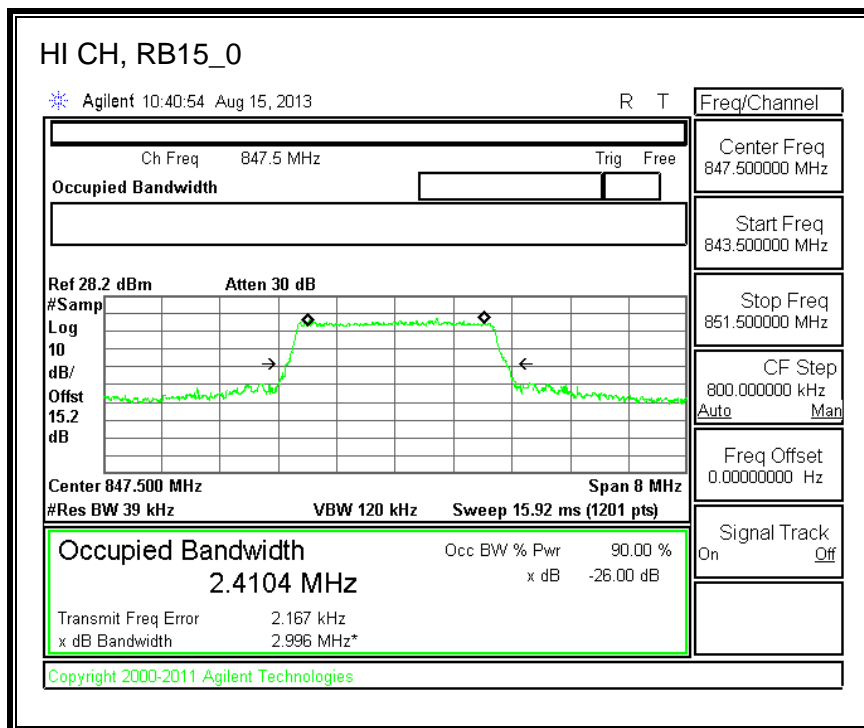 HI CH, RB15_0
Agilent 10:40:54 Aug 15, 2013 R T
Freq/Channel
Ch Freq 847.5 MHz Trig Free
Occupied Bandwidth
Center Freq
847.500000 MHz
Start Freq
843.500000 MHz
Stop Freq
851.500000 MHz
CF Step
800.000000 kHz
Auto Man
Freq Offset
0.00000000 Hz
Signal Track
On Off
Ref 28.2 dBm Atten 30 dB
#Samp
Log
10
dB/
Offst
15.2
dB
Center 847.500 MHz Span 8 MHz
#Res BW 39 kHz VBW 120 kHz Sweep 15.92 ms (1201 pts)
Occupied Bandwidth
2.4104 MHz
Occ BW % Pwr 90.00 %
x dB -26.00 dB
Transmit Freq Error 2.167 kHz
x dB Bandwidth 2.996 MHz*
Copyright 2000-2011 Agilent Technologies